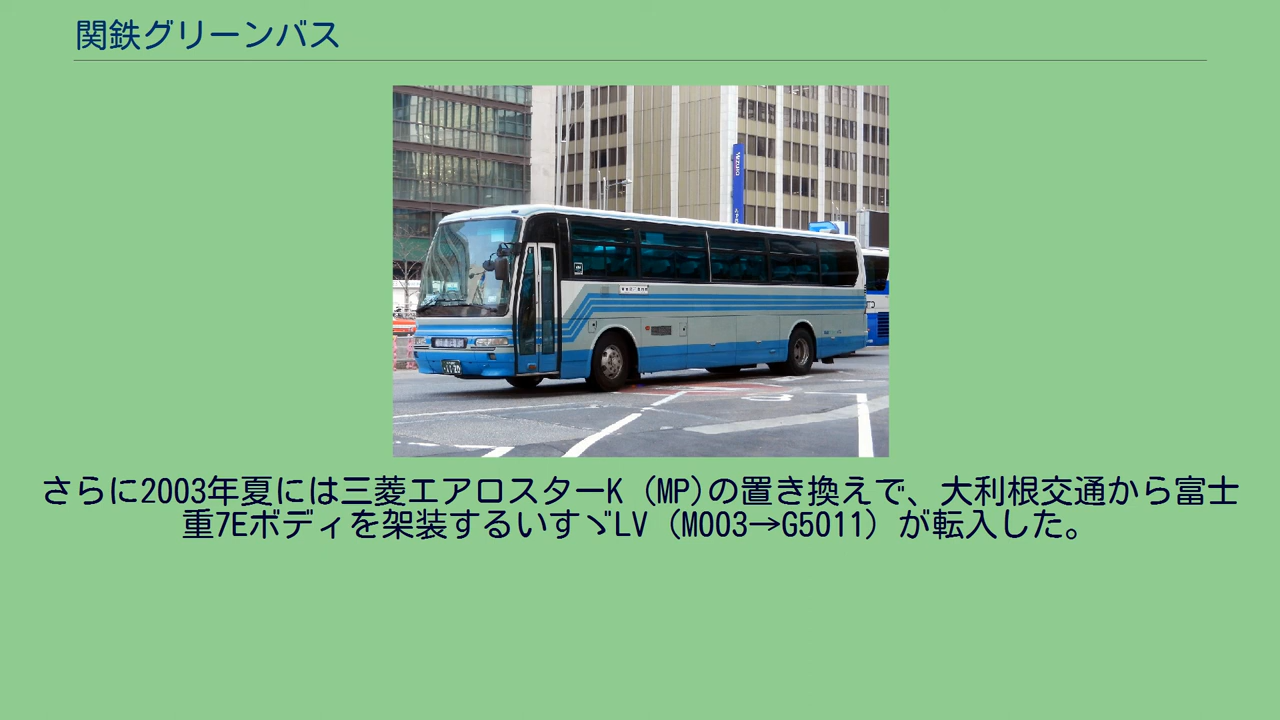 関鉄グリーンバス
さらに2003年夏には三菱エアロスターK (MP)の置き換えで、大利根交通から富士
重7Eボディを架装するいすゞLV（M003→G5011）が転入した。